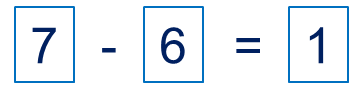 7 - 6 = 1